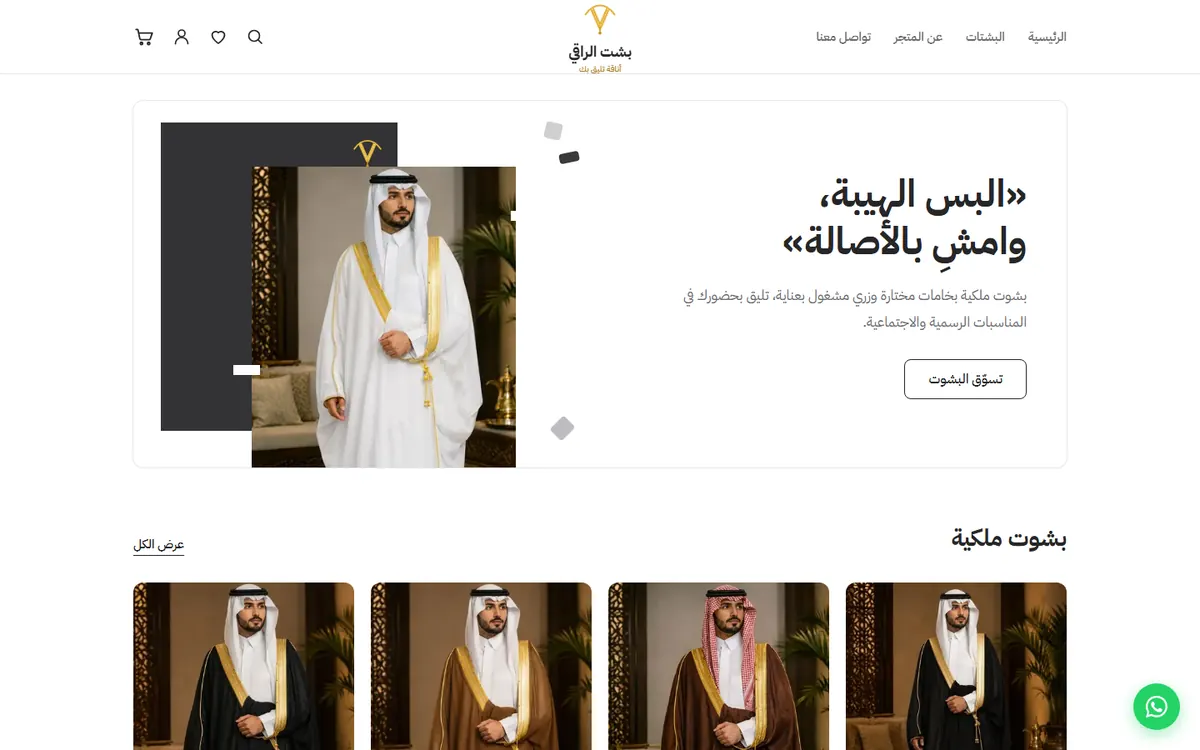 الرئيسية
البشتات
عن المتجر
تواصل معنا
بشت الراقي
أناقة تليق بك
«البس الهيبة،
وامشِ بالأصالة»
بشوت ملكية بخامات مختارة وزري مشغول بعناية، تليق بحضورك في
المناسبات الرسمية والاجتماعية.
تسوّق البشوت
بشوت ملكية
عرض الكل